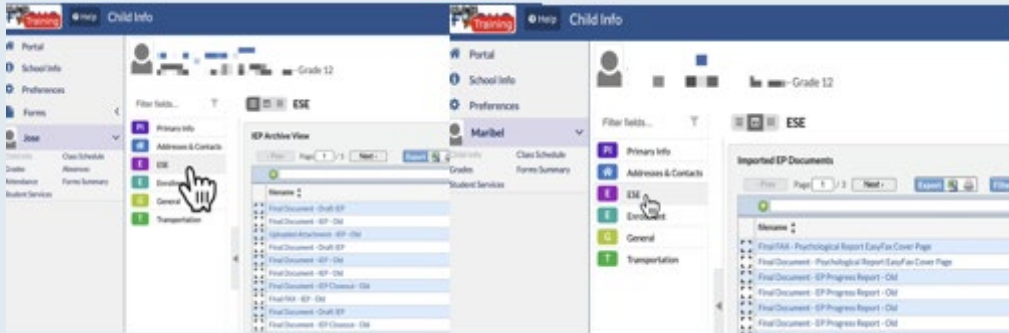 Training
Help
Child Info
Portal
School Info
Preferences
Forms
Jose
Class Schedule
Grades
Absences
Attendance
Forms Summary
Student Services
-Grade 12
Filter fields...
PI Primary Info
Addresses & Contacts
E ESE
E
G General
T Transportation
ESE
IEP Archive View
Page 1 / 5 Next
Export
filename
Final Document - Draft IEP
Final Document - IEP - Old
Uploaded Attachment - IEP - Old
Final Document - Draft IEP
Final Document - IEP - Old
Final Document - IEP Closeout - Old
Final FAX - IEP - Old
Final Document - Draft IEP
Final Document - IEP Closeout - Old
Training
Help
Child Info
Portal
School Info
Preferences
Maribel
Class Schedule
Grades
Forms Summary
Student Services
-Grade 12
Filter fields...
PI Primary Info
Addresses & Contacts
E ESE
E Enrollment
G General
T Transportation
ESE
Imported EP Documents
Prev Page 1 / 3 Next
Export
Filter
filename
Final FAX - Psychological Report EasyFax Cover Page
Final Document - Psychological Report EasyFax Cover Page
Final Document - IEP Progress Report - Old
Final Document - IEP Progress Report - Old
Final Document - IEP Progress Report - Old
Final Document - IEP Progress Report - Old